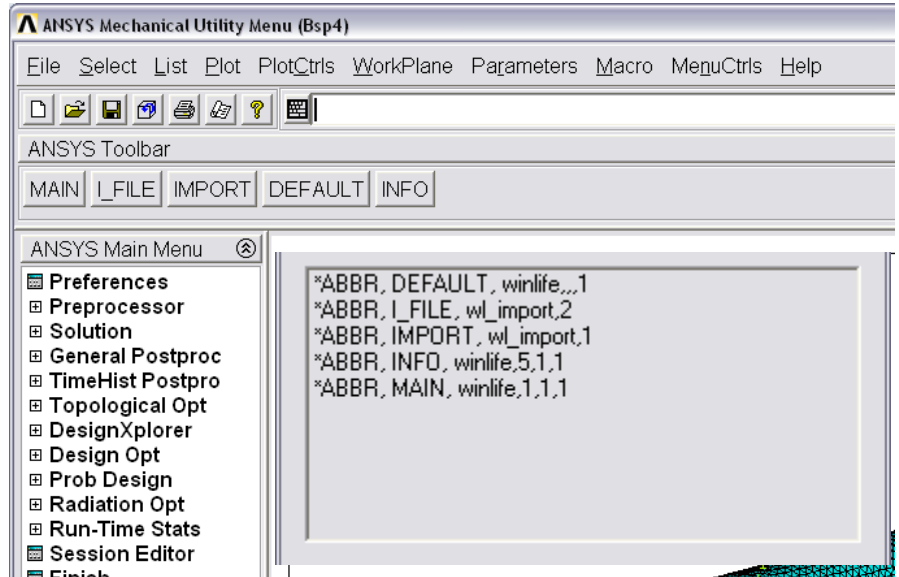 ANSYS Mechanical Utility Menu (Bsp4)
File Select List Plot PlotCtrls WorkPlane Parameters Macro MenuCtrls Help
ANSYS Toolbar
MAIN I_FILE IMPORT DEFAULT INFO
ANSYS Main Menu
Preferences
Preprocessor
Solution
General Postproc
TimeHist Postpro
Topological Opt
DesignXplorer
Design Opt
Prob Design
Radiation Opt
Run-Time Stats
Session Editor
Finish
*ABBR, DEFAULT, winlife,,,1
*ABBR, I_FILE, wl_import,2
*ABBR, IMPORT, wl_import,1
*ABBR, INFO, winlife,5,1,1
*ABBR, MAIN, winlife,1,1,1